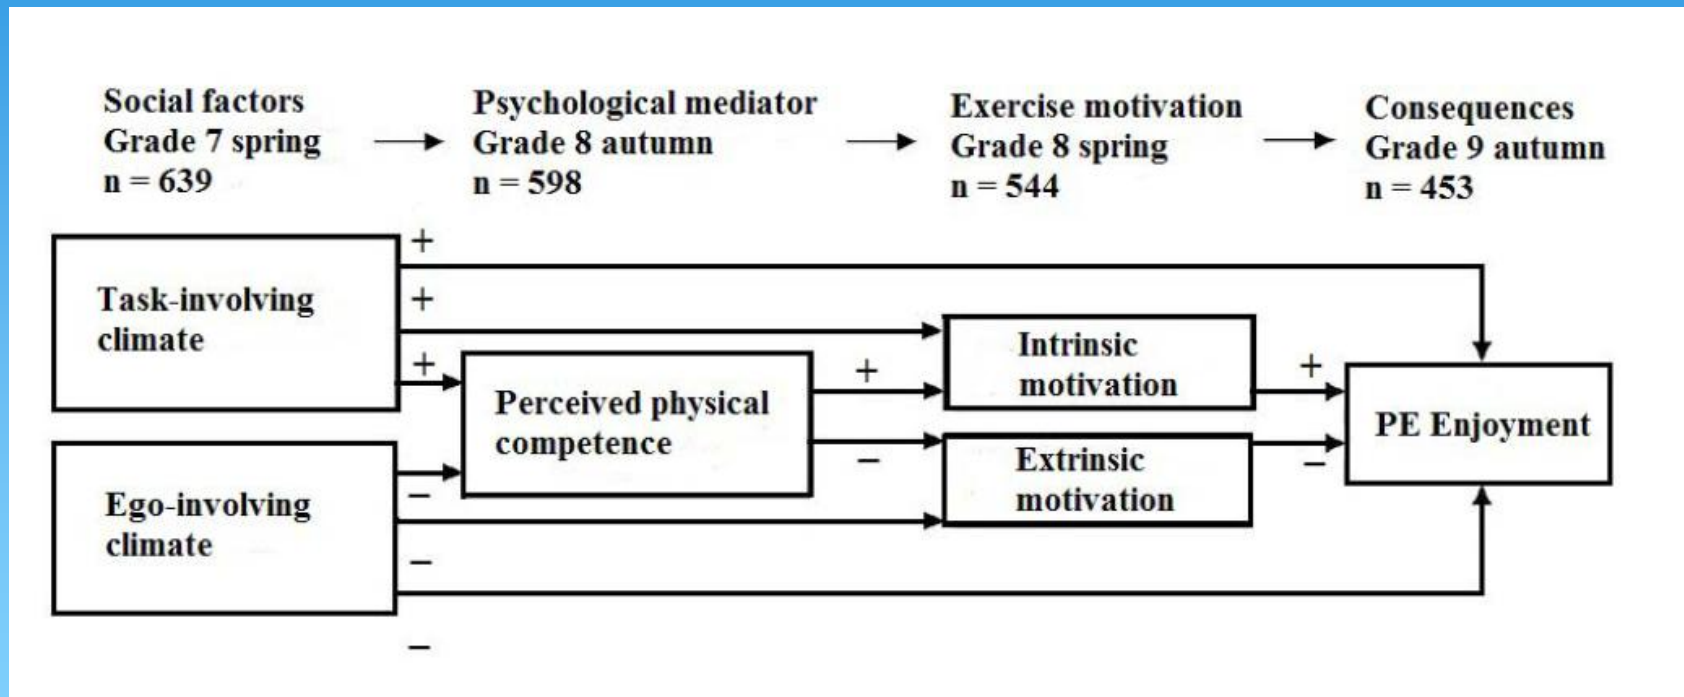 Social factors
Grade 7 spring
n = 639
Psychological mediator
Grade 8 autumn
n = 598
Exercise motivation
Grade 8 spring
n = 544
Consequences
Grade 9 autumn
n = 453
+
Task-involving
climate
+
+
Perceived physical
competence
+
−
Intrinsic
motivation
+
Extrinsic
motivation
−
PE Enjoyment
Ego-involving
climate
−
−
−